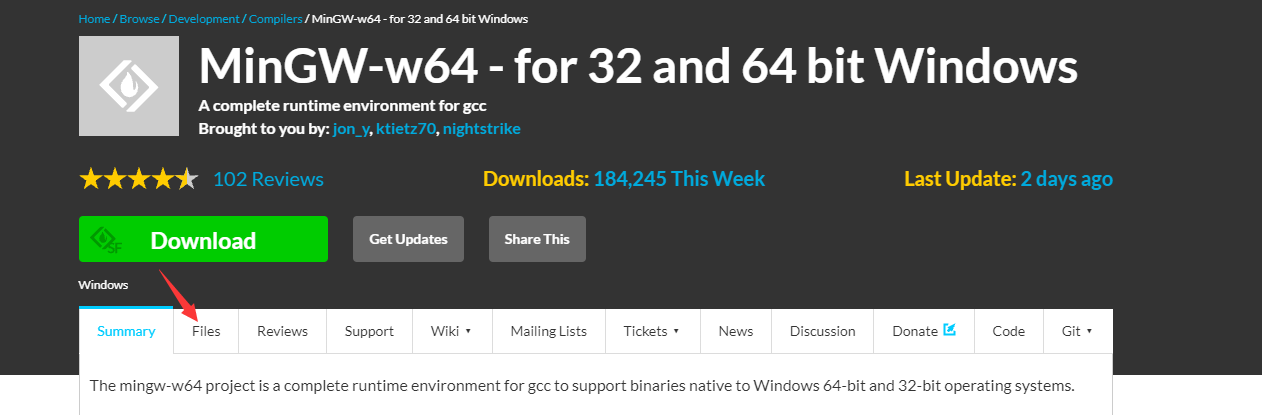 Home / Browse / Development / Compilers / MinGW-w64 - for 32 and 64 bit Windows
MinGW-w64 - for 32 and 64 bit Windows
A complete runtime environment for gcc
Brought to you by: jon_y, ktietz70, nightstrike
102 Reviews
Downloads: 184,245 This Week
Last Update: 2 days ago
SF
Download
Get Updates
Share This
Windows
Summary
Files
Reviews
Support
Wiki
Mailing Lists
Tickets
News
Discussion
Donate
Code
Git
The mingw-w64 project is a complete runtime environment for gcc to support binaries native to Windows 64-bit and 32-bit operating systems.